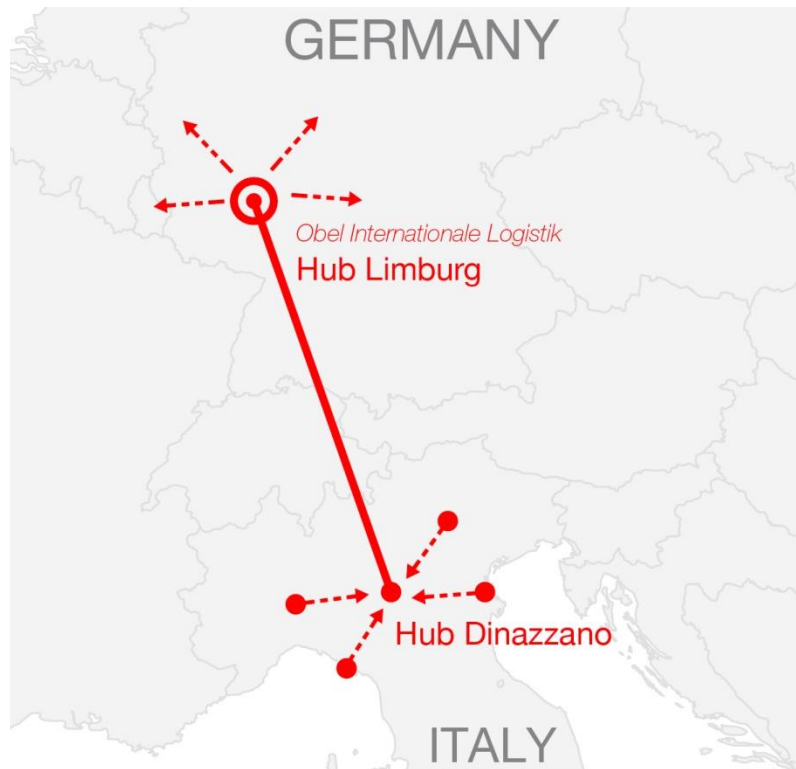 GERMANY
Obel Internationale Logistik
Hub Limburg
Hub Dinazzano
ITALY